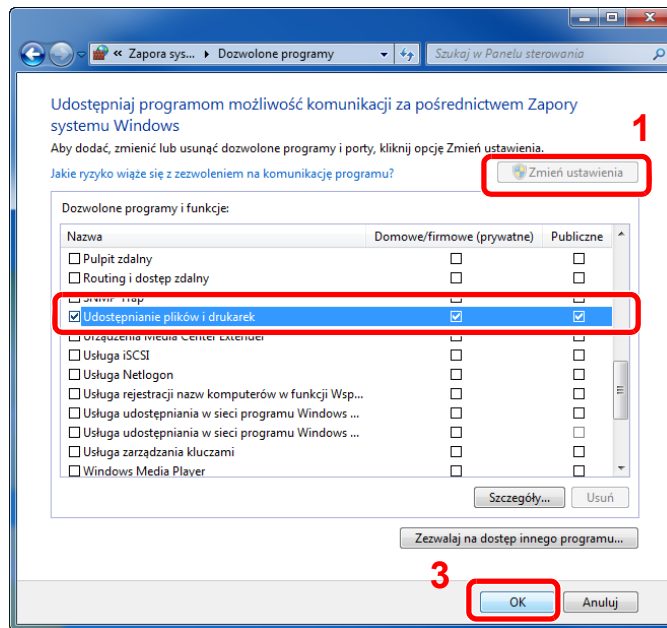 « Zapora sys... ▸ Dozwolone programy
Szukaj w Panelu sterowania
Udostępniaj programom możliwość komunikacji za pośrednictwem Zapory
systemu Windows
1
Aby dodać, zmienić lub usunąć dozwolone programy i porty, kliknij opcję Zmień ustawienia.
Jakie ryzyko wiąże się z zezwoleniem na komunikację programu?
Zmień ustawienia
Dozwolone programy i funkcje:
Nazwa Domowe/firmowe (prywatne) Publiczne
Pulpit zdalny
Routing i dostęp zdalny
SNMP Trap
Udostępnianie plików i drukarek
Urządzenia Media Center Extender
Usługa iSCSI
Usługa Netlogon
Usługa rejestracji nazw komputerów w funkcji Wsp...
Usługa udostępniania w sieci programu Windows ...
Usługa udostępniania w sieci programu Windows ...
Usługa zarządzania kluczami
Windows Media Player
Szczegóły... Usuń
Zezwalaj na dostęp innego programu...
3
OK Anuluj